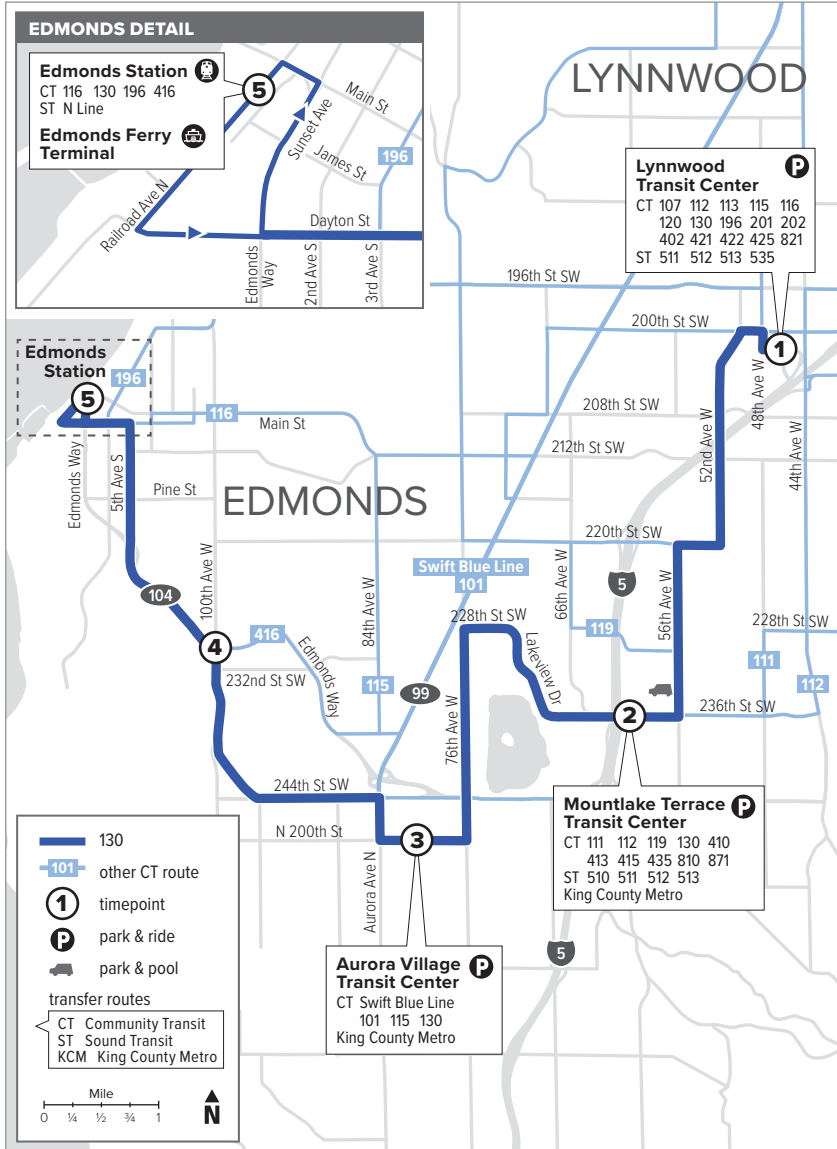 EDMONDS DETAIL
Edmonds Station
CT 116 130 196 416
ST N Line
Edmonds Ferry
Terminal
5
Main St
Sunset Ave
James St
196
Railroad Ave N
Dayton St
Edmonds
Way
2nd Ave S
3rd Ave S
LYNNWOOD
Lynnwood
Transit Center
P
CT 107 112 113 115 116
120 130 196 201 202
402 421 422 425 821
ST 511 512 513 535
196th St SW
200th St SW
1
48th Ave W
Edmonds
Station
5
196
116
Main St
208th St SW
52nd Ave W
44th Ave W
212th St SW
Edmonds Way
5th Ave S
Pine St
EDMONDS
220th St SW
Swift Blue Line
101
5
104
100th Ave W
84th Ave W
66th Ave W
56th Ave W
228th St SW
228th St SW
119
416
4
Edmonds Way
Lakeview Dr
111
232nd St SW
115
99
112
76th Ave W
2
236th St SW
244th St SW
Mountlake Terrace
Transit Center
P
CT 111 112 119 130 410
413 415 435 810 871
ST 510 511 512 513
King County Metro
N 200th St
3
Aurora Ave N
Aurora Village
Transit Center
P
CT Swift Blue Line
101 115 130
King County Metro
5
130
101
other CT route
1
timepoint
P
park & ride
park & pool
transfer routes
CT Community Transit
ST Sound Transit
KCM King County Metro
Mile
0 ¼ ½ ¾ 1
N